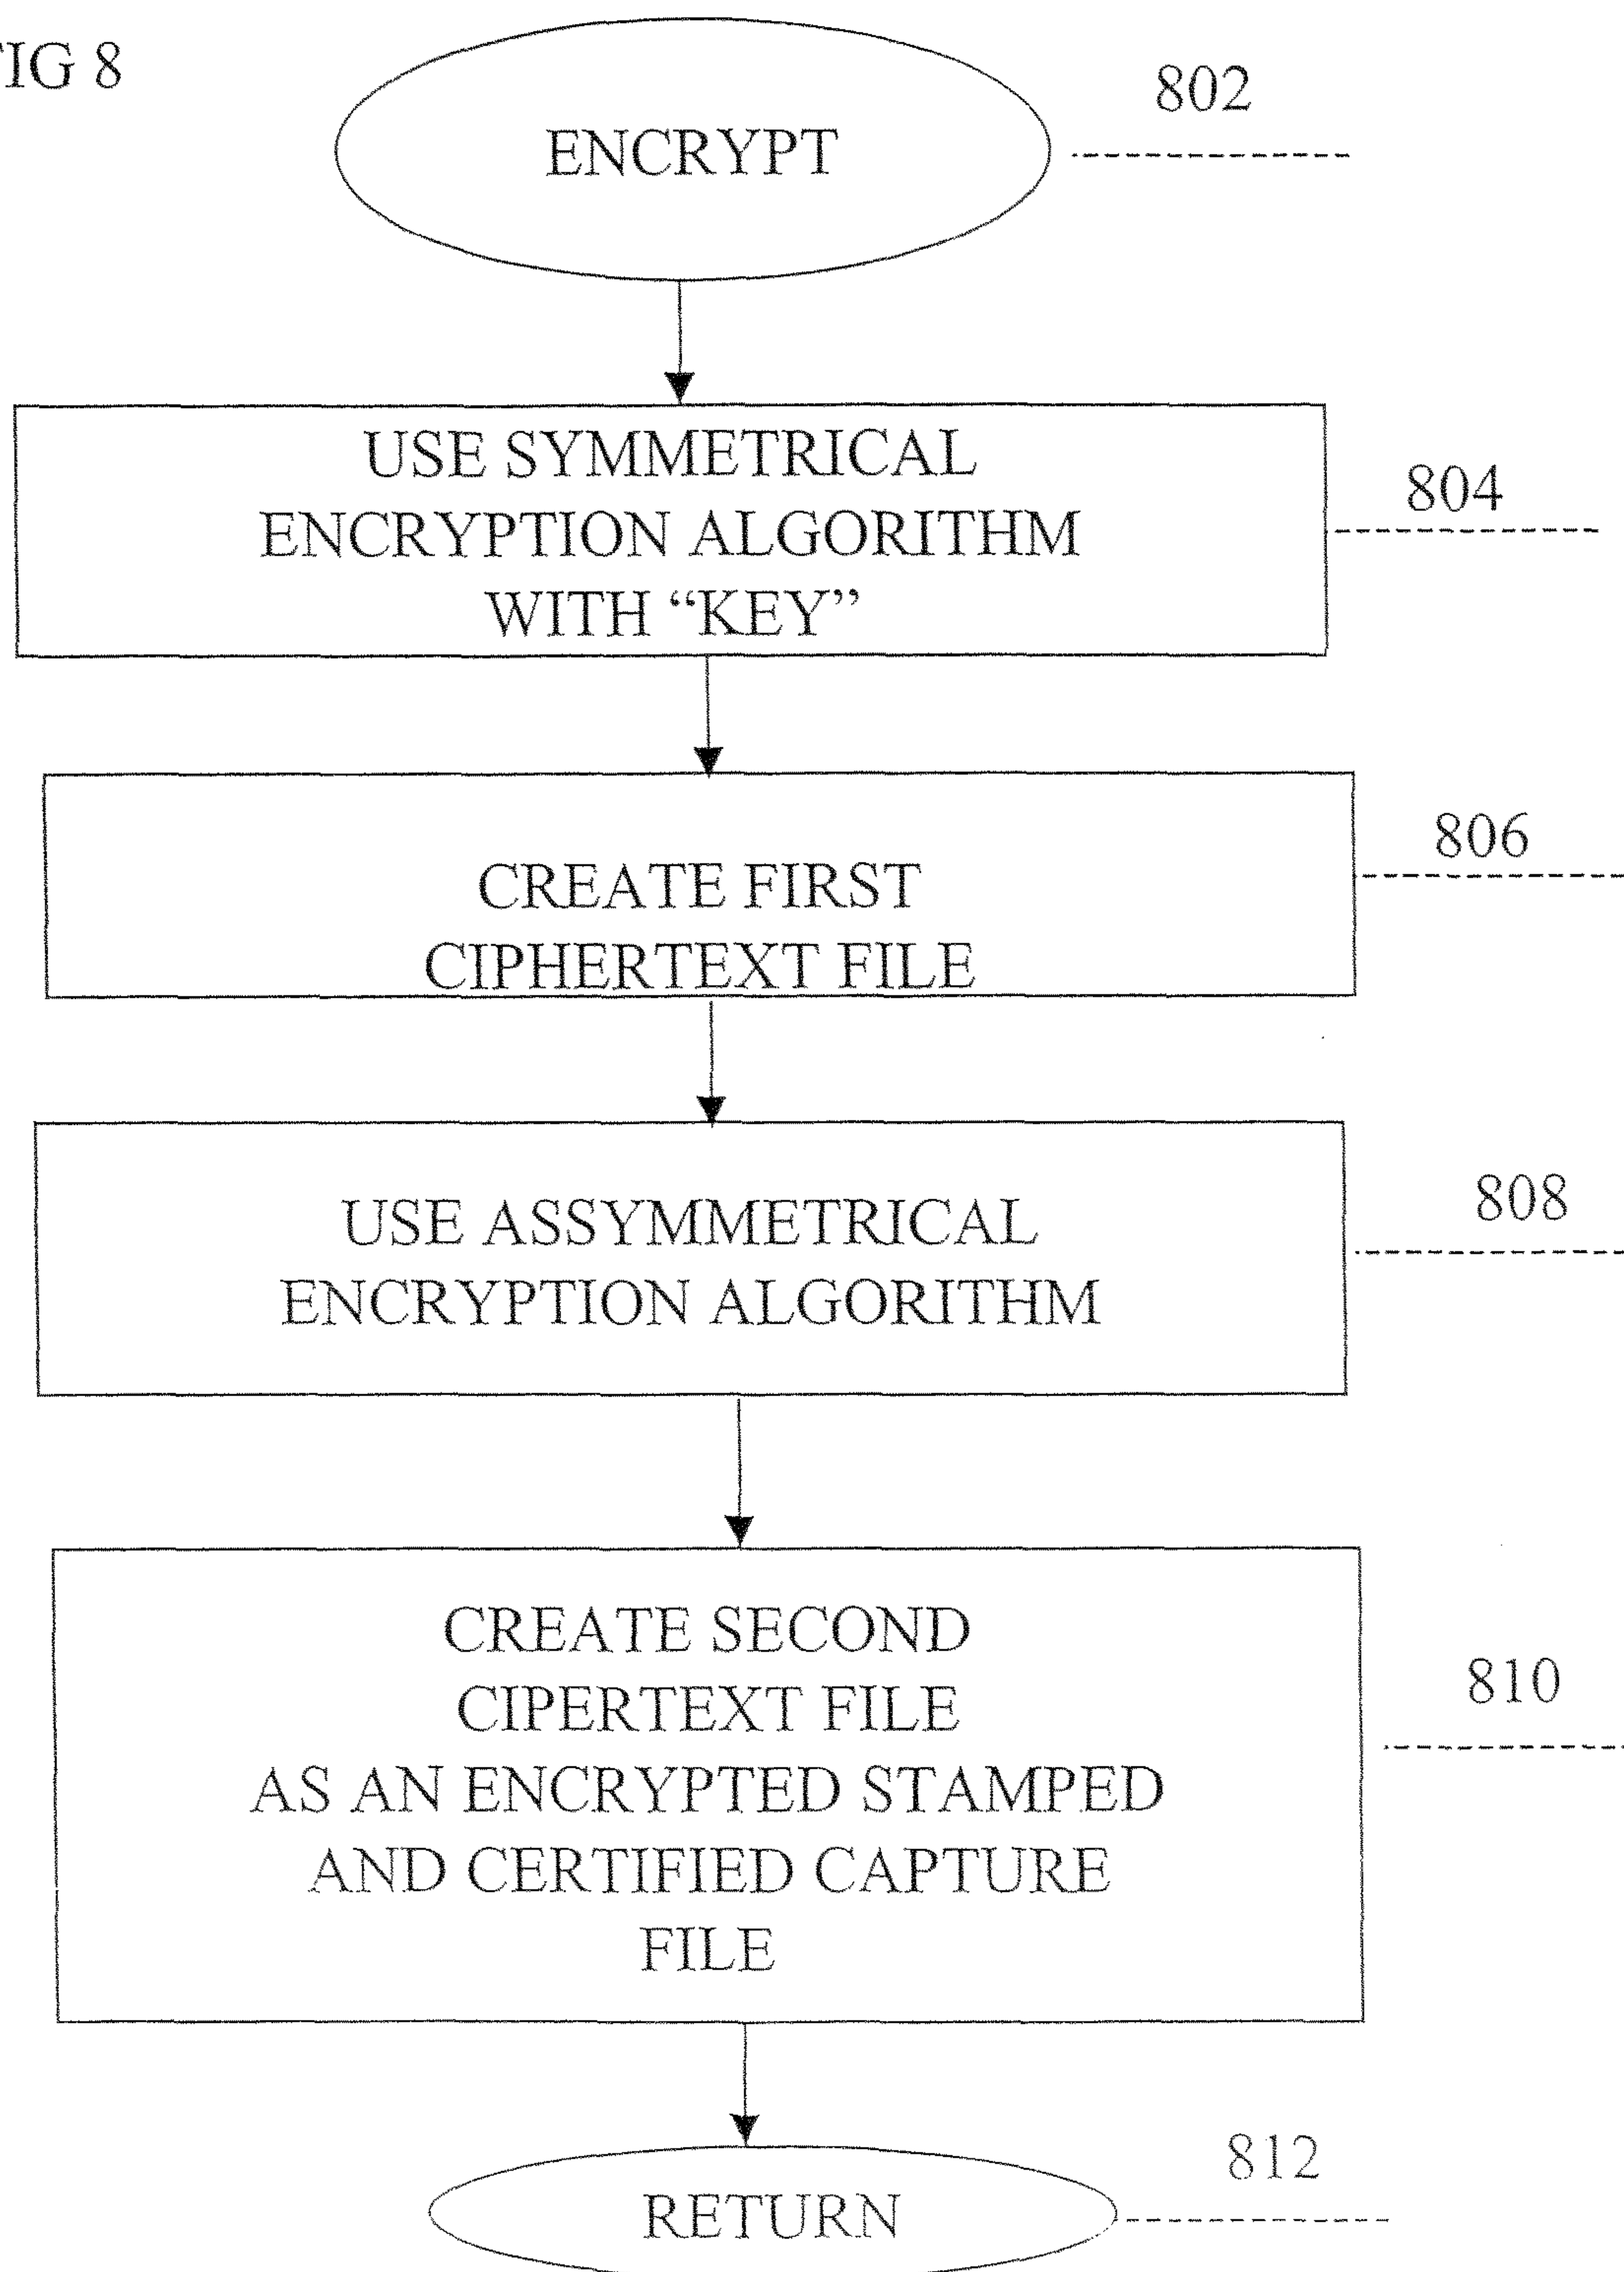 FIG 8
802
ENCRYPT
USE SYMMETRICAL
ENCRYPTION ALGORITHM
WITH “KEY”
804
CREATE FIRST
CIPHERTEXT FILE
806
USE ASSYMMETRICAL
ENCRYPTION ALGORITHM
808
CREATE SECOND
CIPERTEXT FILE
AS AN ENCRYPTED STAMPED
AND CERTIFIED CAPTURE
FILE
810
RETURN
812